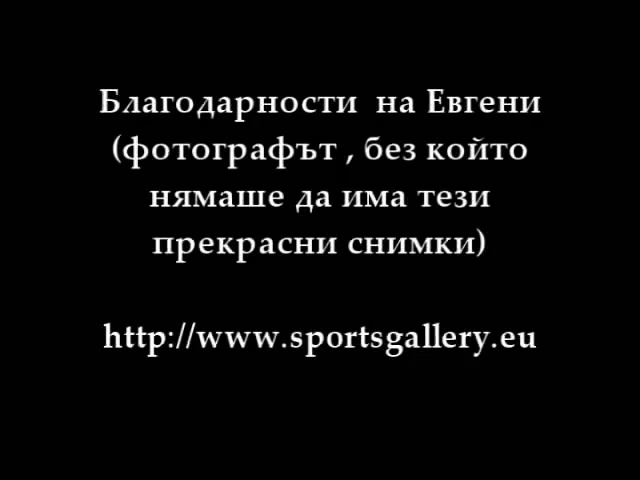 Благодарности на Евгени
(фотографът , без който
нямаше да има тези
прекрасни снимки)
http://www.sportsgallery.eu